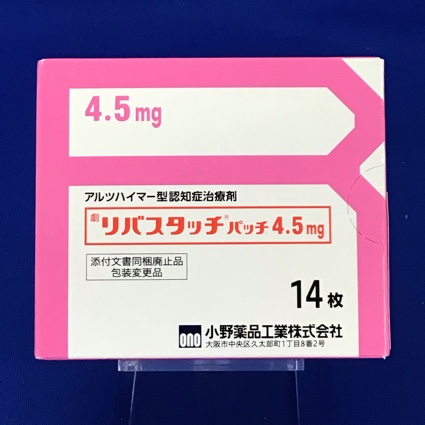 4.5mg
アルツハイマー型認知症治療剤
劇 リバスタッチ®パッチ4.5mg
添付文書同梱廃止品
包装変更品
14枚
ono 小野薬品工業株式会社
大阪市中央区久太郎町1丁目8番2号